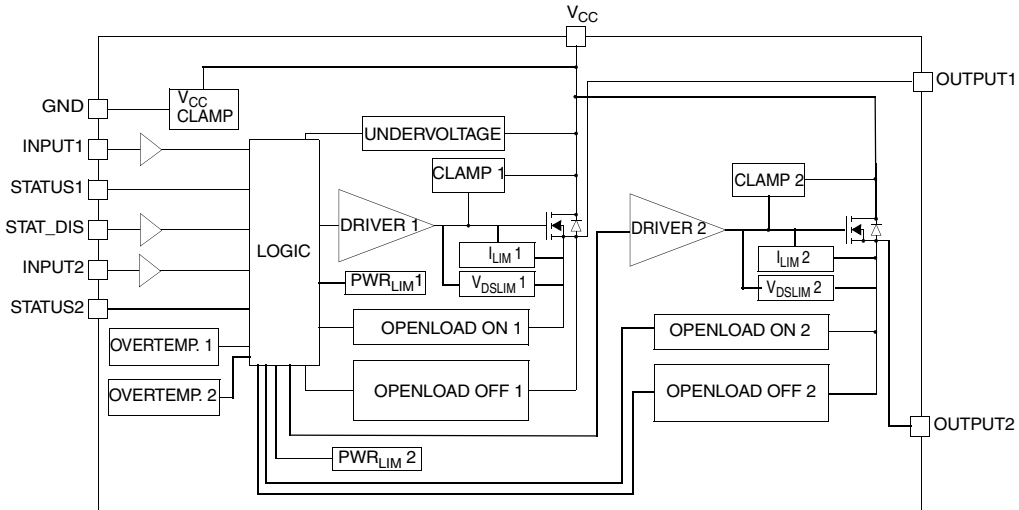 VCC
GND
VCC
CLAMP
OUTPUT1
INPUT1
UNDERVOLTAGE
STATUS1
CLAMP 1
CLAMP 2
STAT_DIS
DRIVER 1
DRIVER 2
LOGIC
ILIM 1
ILIM 2
INPUT2
PWRLIM1
VDSLIM 1
VDSLIM 2
STATUS2
OPENLOAD ON 1
OPENLOAD ON 2
OVERTEMP. 1
OVERTEMP. 2
OPENLOAD OFF 1
OPENLOAD OFF 2
OUTPUT2
PWRLIM 2